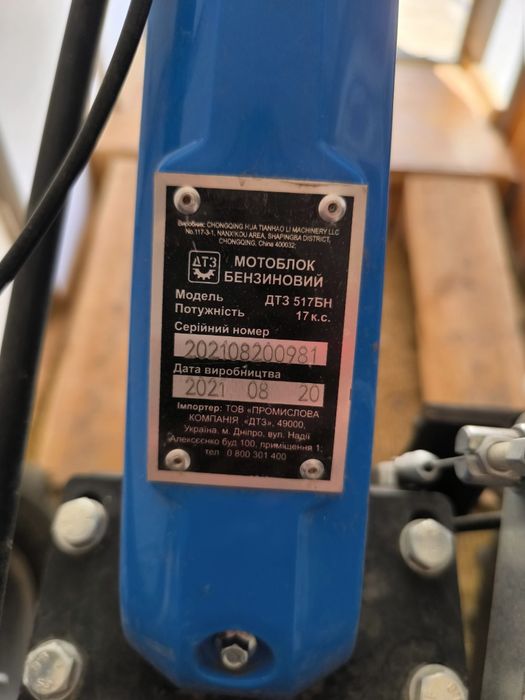 Виробник: CHONGQING HUA TIANHAO LI MACHINERY LLC
No.117-3-1, NANXIKOU AREA, SHAPINGBA DISTRICT,
CHONGQING, China 400032;
ДТЗ
МОТОБЛОК
БЕНЗИНОВИЙ
Модель ДТЗ 517БН
Потужність 17 к.с.
Серійний номер
202108200981
Дата виробництва
2021 08 20
Імпортер: ТОВ «ПРОМИСЛОВА
КОМПАНІЯ «ДТЗ», 49000,
Україна, м. Дніпро, вул. Надії
Алексєєнко буд 100, приміщення 1;
тел 0 800 301 400